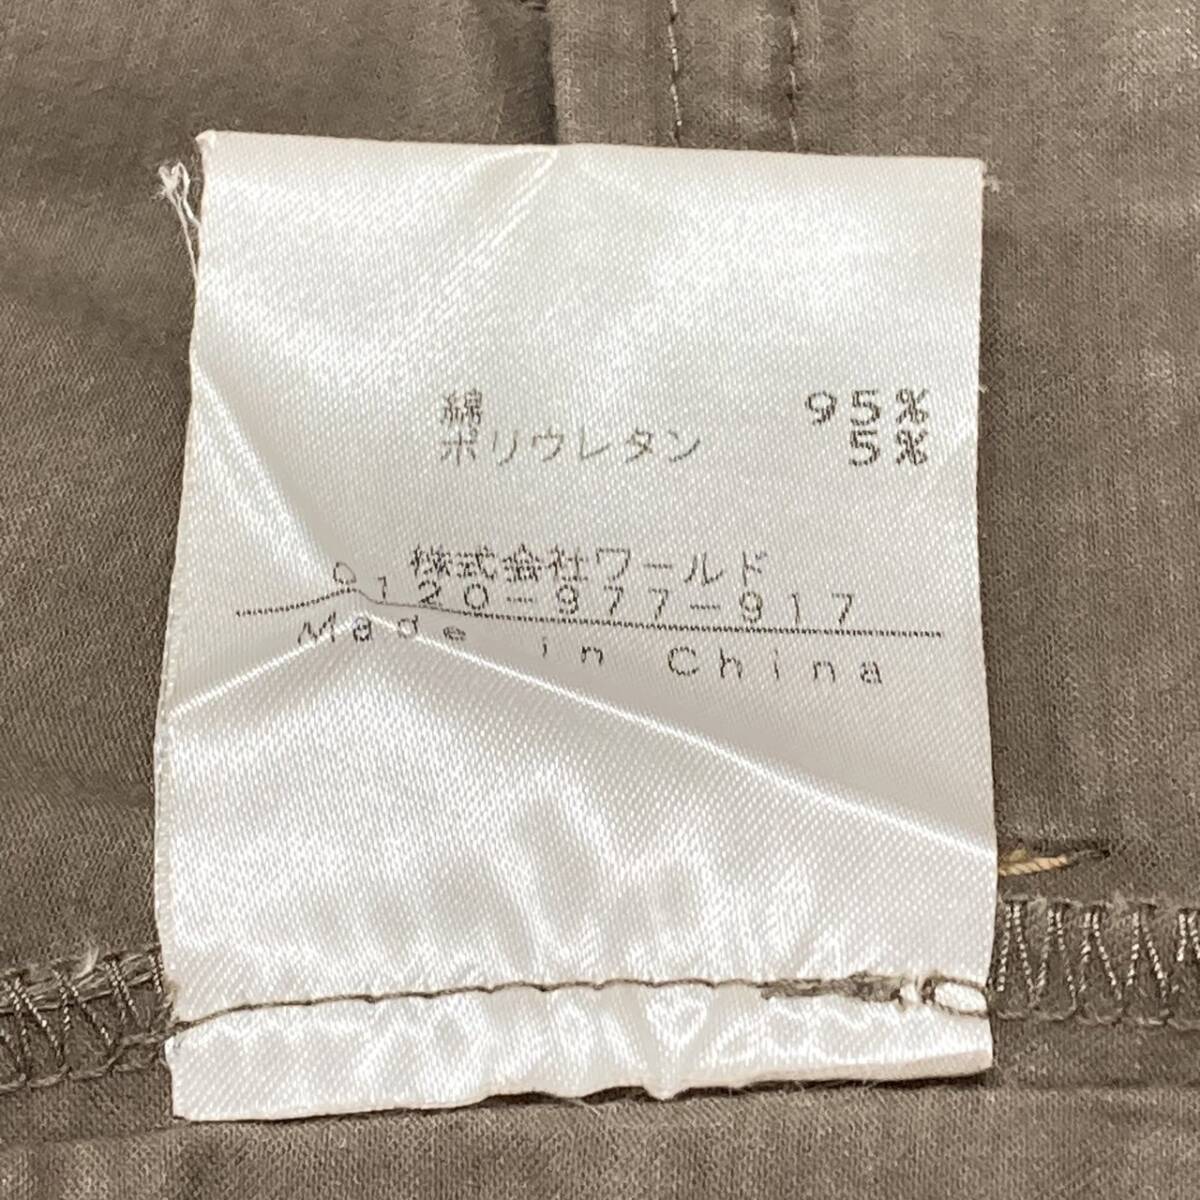 綿 95%
ポリウレタン 5%
株式会社ワールド
0120-977-917
Made in China